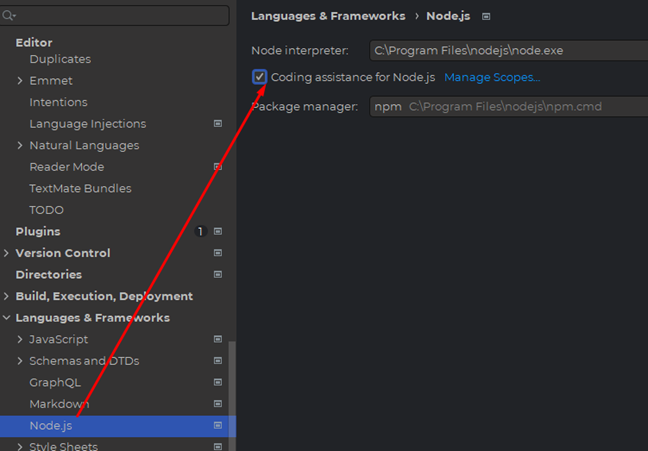 Editor
Duplicates
Emmet
Intentions
Language Injections
Natural Languages
Reader Mode
TextMate Bundles
TODO
Plugins 1
Version Control
Directories
Build, Execution, Deployment
Languages & Frameworks
JavaScript
Schemas and DTDs
GraphQL
Markdown
Node.js
Style Sheets
Languages & Frameworks › Node.js
Node interpreter: C:\Program Files\nodejs\node.exe
Coding assistance for Node.js Manage Scopes...
Package manager: npm C:\Program Files\nodejs\npm.cmd